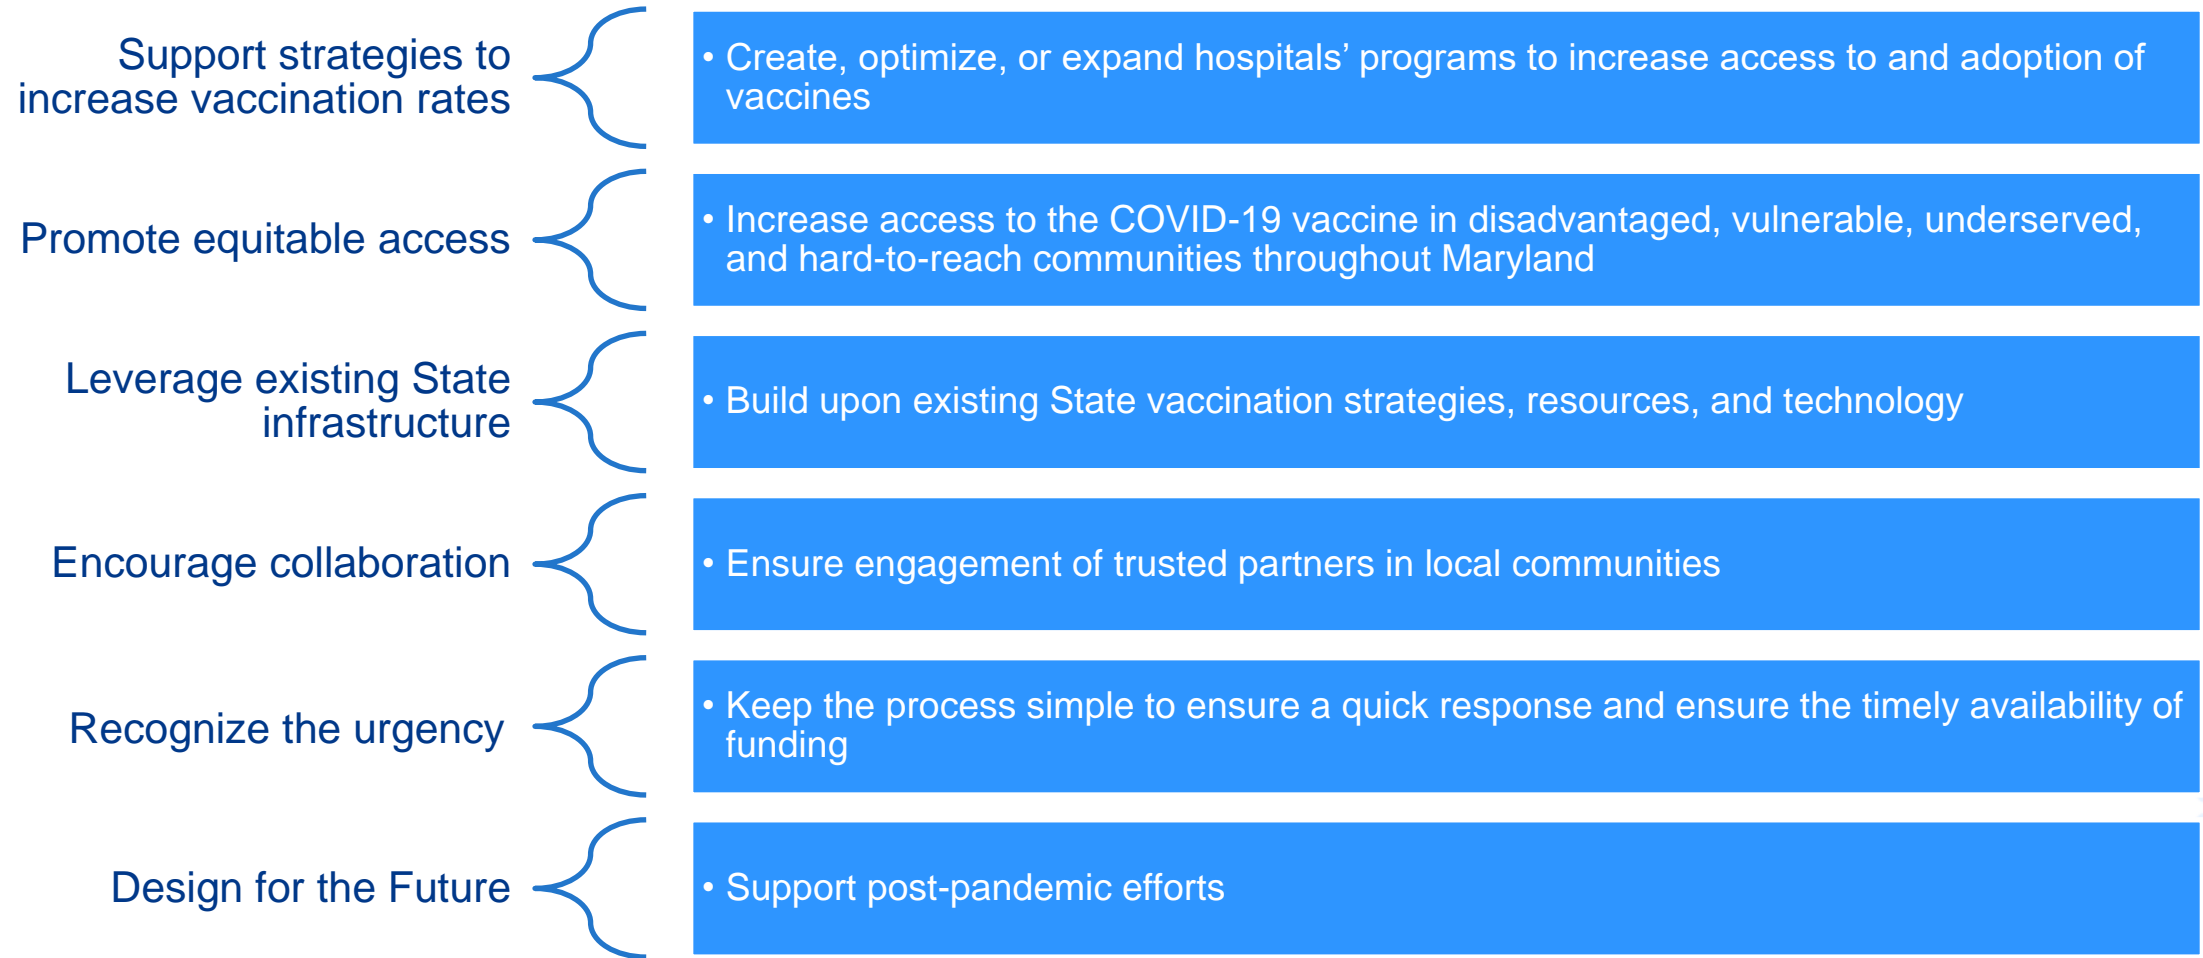 Support strategies to
increase vaccination rates
• Create, optimize, or expand hospitals’ programs to increase access to and adoption of
vaccines
Promote equitable access
• Increase access to the COVID-19 vaccine in disadvantaged, vulnerable, underserved,
and hard-to-reach communities throughout Maryland
Leverage existing State
infrastructure
• Build upon existing State vaccination strategies, resources, and technology
Encourage collaboration
• Ensure engagement of trusted partners in local communities
Recognize the urgency
• Keep the process simple to ensure a quick response and ensure the timely availability of
funding
Design for the Future
• Support post-pandemic efforts